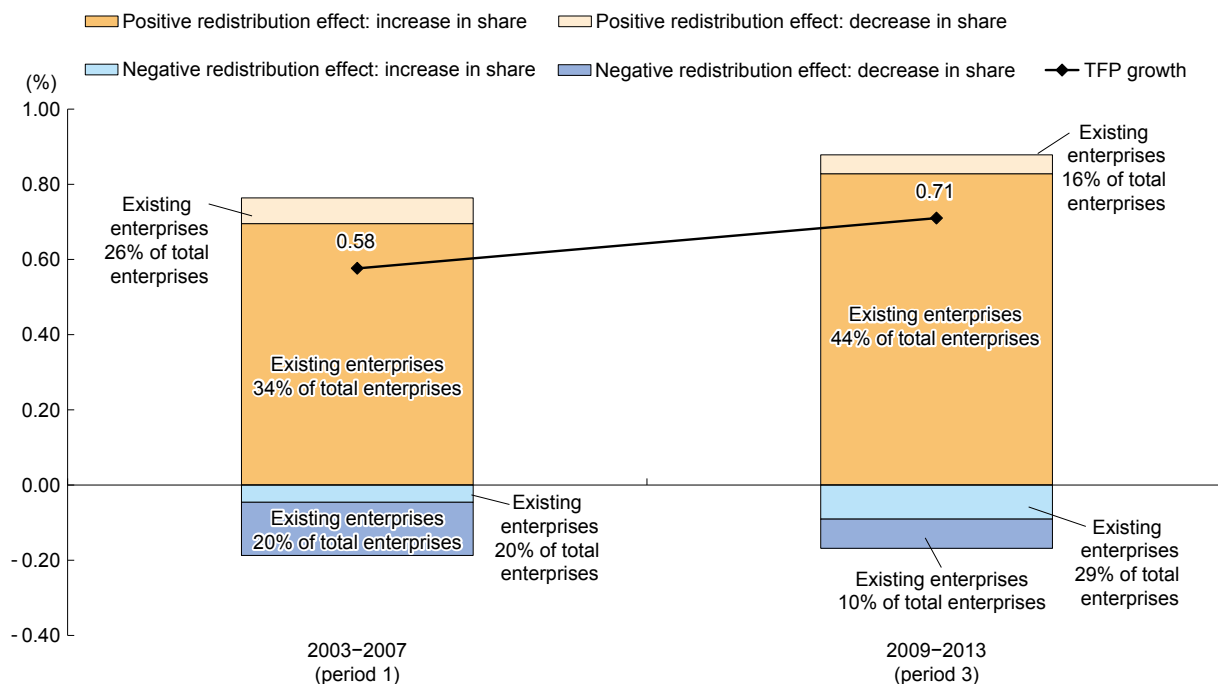 Positive redistribution effect: increase in share
Positive redistribution effect: decrease in share
Negative redistribution effect: increase in share
Negative redistribution effect: decrease in share
TFP growth
(%)
1.00
0.80
0.60
0.40
0.20
0.00
-0.20
-0.40
Existing
enterprises
26% of total
enterprises
0.58
Existing enterprises
34% of total enterprises
Existing enterprises
20% of total enterprises
Existing
enterprises
20% of total
enterprises
0.71
Existing
enterprises
16% of total
enterprises
Existing enterprises
44% of total enterprises
Existing enterprises
10% of total enterprises
Existing
enterprises
29% of total
enterprises
2003−2007
(period 1)
2009−2013
(period 3)